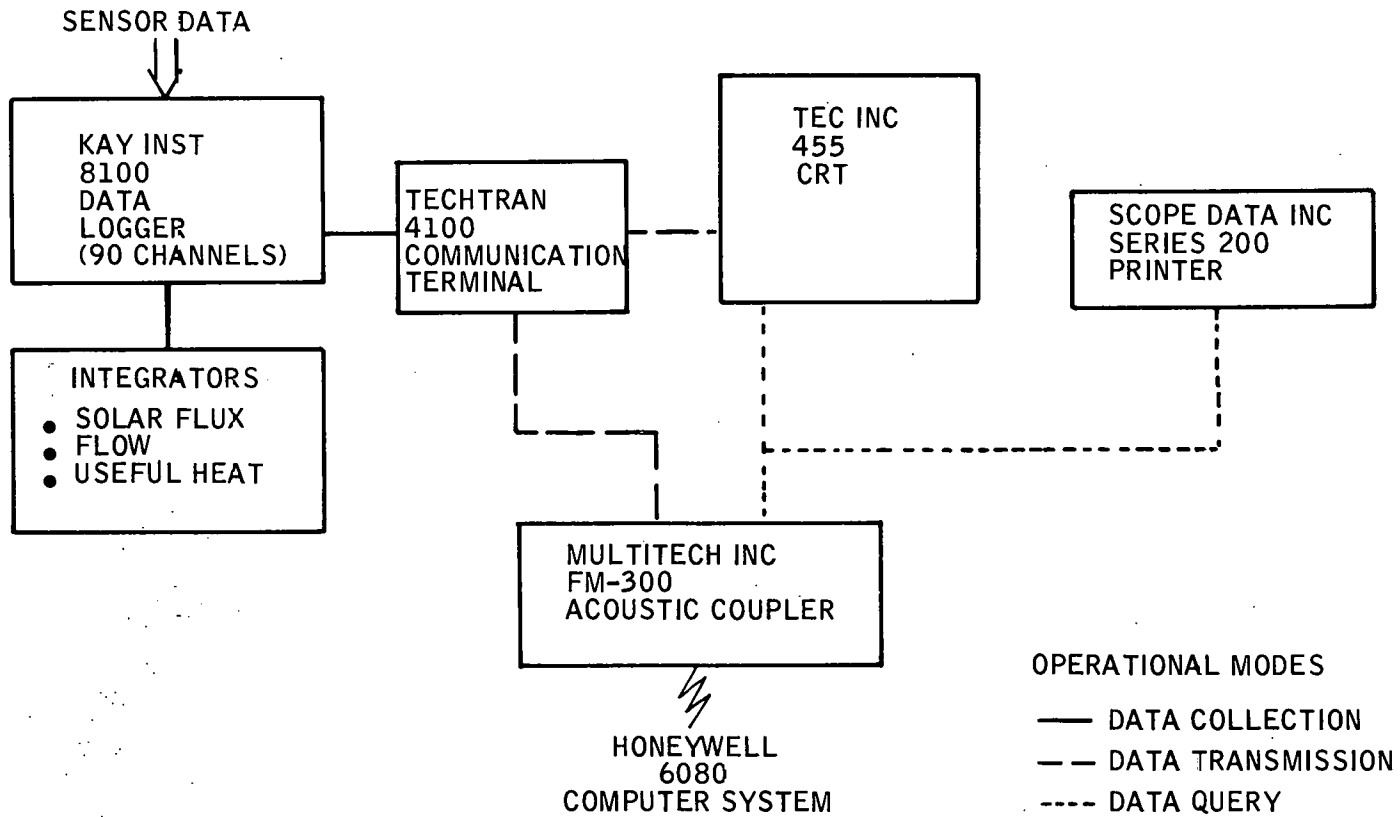 SENSOR DATA
KAY INST
8100
DATA
LOGGER
(90 CHANNELS)
TECHTRAN
4100
COMMUNICATION
TERMINAL
TEC INC
455
CRT
SCOPE DATA INC
SERIES 200
PRINTER
INTEGRATORS
• SOLAR FLUX
• FLOW
• USEFUL HEAT
MULTITECH INC
FM-300
ACOUSTIC COUPLER
HONEYWELL
6080
COMPUTER SYSTEM
OPERATIONAL MODES
DATA COLLECTION
DATA TRANSMISSION
DATA QUERY